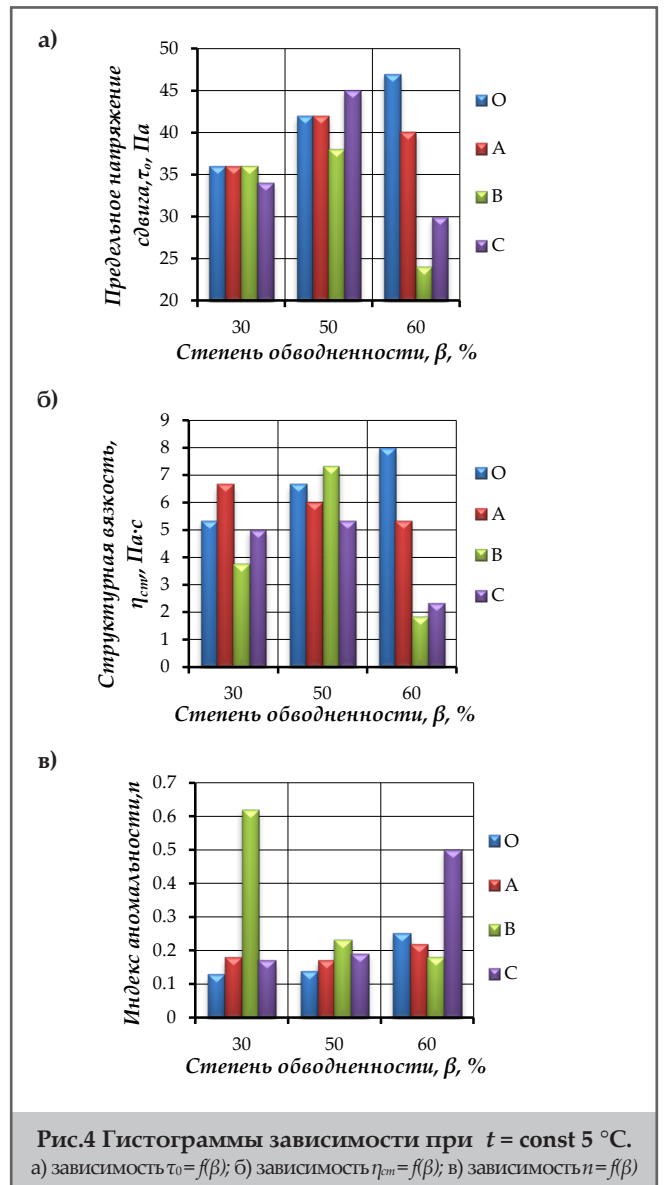 а)
50
45
40
35
30
25
20
Предельное напряжение
сдвига,τₒ, Па
30
50
60
Степень обводненности, β, %
O
A
B
C
б)
9
8
7
6
5
4
3
2
1
0
Структурная вязкость,
η_ст, Па·с
30
50
60
Степень обводненности, β, %
O
A
B
C
в)
0.7
0.6
0.5
0.4
0.3
0.2
0.1
0
Индекс аномальности,n
30
50
60
Степень обводненности, β, %
O
A
B
C
Рис.4 Гистограммы зависимости при t = const 5 °C.
а) зависимость τ₀ = f(β); б) зависимость η_ст = f(β); в) зависимость n = f(β)